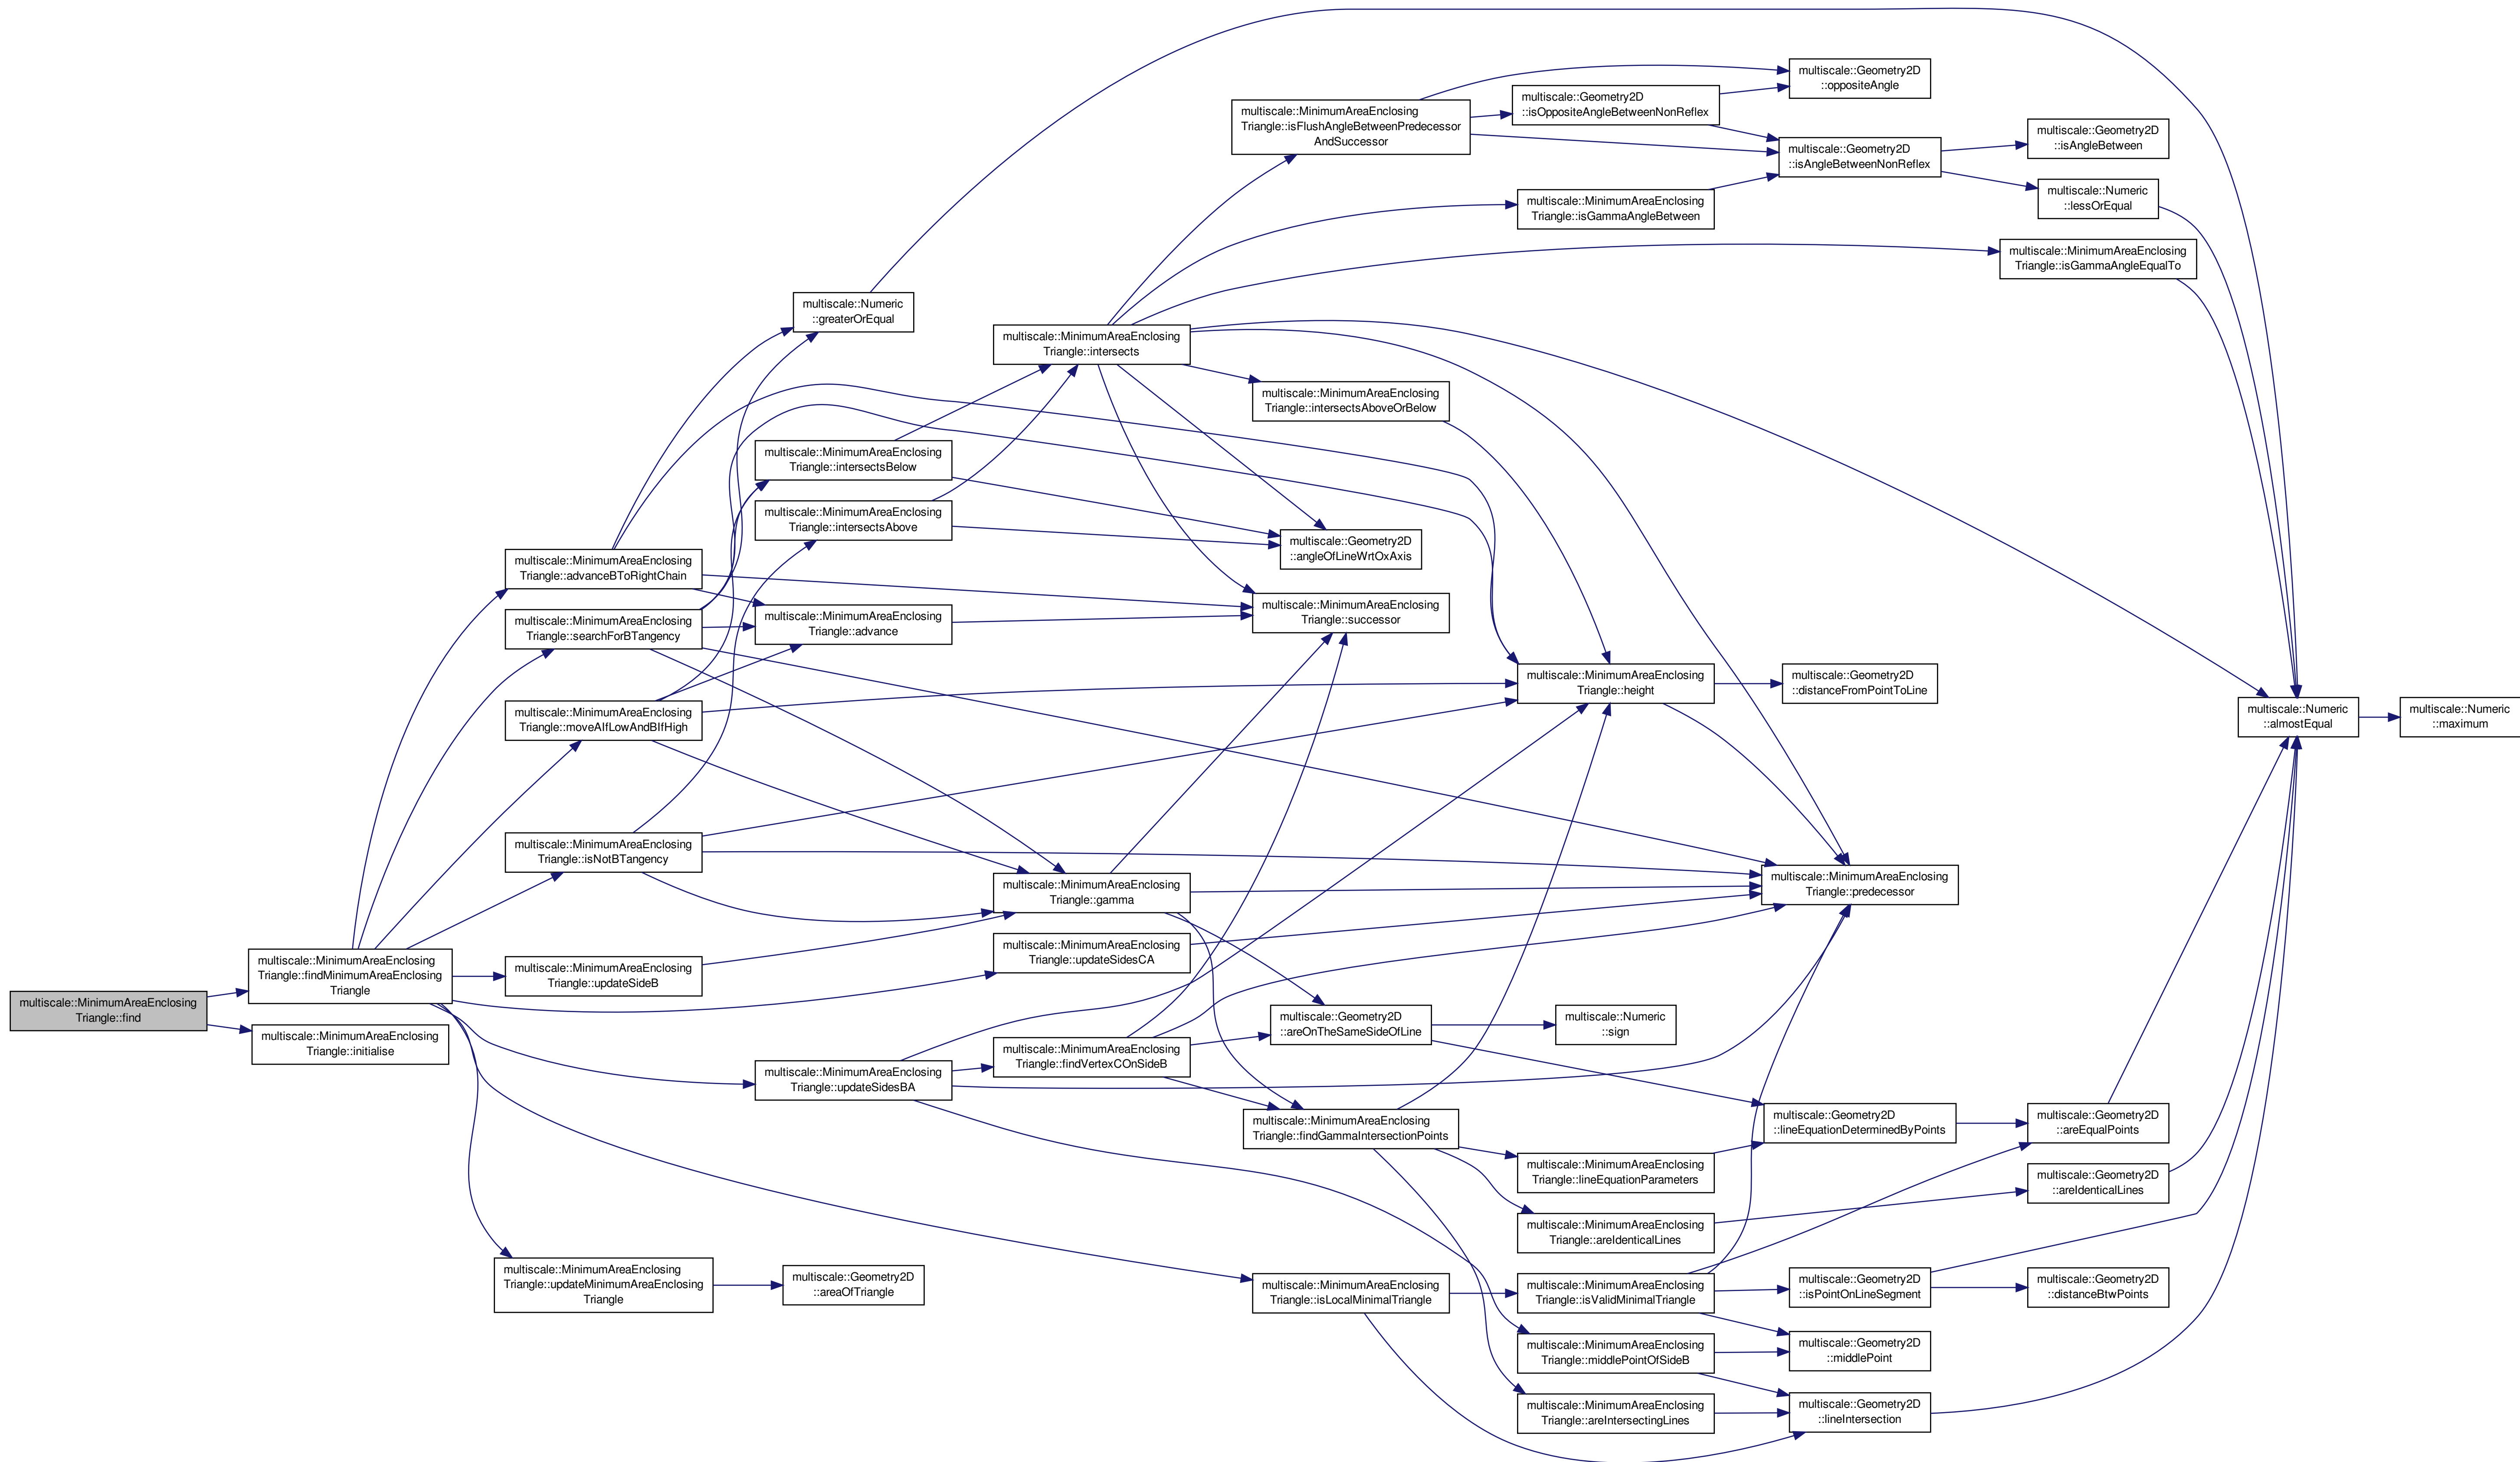 multiscale::MinimumAreaEnclosing
Triangle::find
multiscale::MinimumAreaEnclosing
Triangle::findMinimumAreaEnclosing
Triangle
multiscale::MinimumAreaEnclosing
Triangle::initialise
multiscale::MinimumAreaEnclosing
Triangle::advanceBToRightChain
multiscale::MinimumAreaEnclosing
Triangle::searchForBTangency
multiscale::MinimumAreaEnclosing
Triangle::moveAIfLowAndBIfHigh
multiscale::MinimumAreaEnclosing
Triangle::isNotBTangency
multiscale::MinimumAreaEnclosing
Triangle::updateSideB
multiscale::MinimumAreaEnclosing
Triangle::updateMinimumAreaEnclosing
Triangle
multiscale::Numeric
::greaterOrEqual
multiscale::MinimumAreaEnclosing
Triangle::intersectsBelow
multiscale::MinimumAreaEnclosing
Triangle::intersectsAbove
multiscale::MinimumAreaEnclosing
Triangle::advance
multiscale::MinimumAreaEnclosing
Triangle::updateSidesBA
multiscale::Geometry2D
::areaOfTriangle
multiscale::MinimumAreaEnclosing
Triangle::intersects
multiscale::MinimumAreaEnclosing
Triangle::gamma
multiscale::MinimumAreaEnclosing
Triangle::updateSidesCA
multiscale::MinimumAreaEnclosing
Triangle::findVertexCOnSideB
multiscale::MinimumAreaEnclosing
Triangle::isFlushAngleBetweenPredecessor
AndSuccessor
multiscale::MinimumAreaEnclosing
Triangle::intersectsAboveOrBelow
multiscale::Geometry2D
::angleOfLineWrtOxAxis
multiscale::MinimumAreaEnclosing
Triangle::successor
multiscale::Geometry2D
::areOnTheSameSideOfLine
multiscale::MinimumAreaEnclosing
Triangle::findGammaIntersectionPoints
multiscale::MinimumAreaEnclosing
Triangle::isLocalMinimalTriangle
multiscale::Geometry2D
::isOppositeAngleBetweenNonReflex
multiscale::MinimumAreaEnclosing
Triangle::isGammaAngleBetween
multiscale::MinimumAreaEnclosing
Triangle::height
multiscale::Numeric
::sign
multiscale::MinimumAreaEnclosing
Triangle::lineEquationParameters
multiscale::MinimumAreaEnclosing
Triangle::areIdenticalLines
multiscale::MinimumAreaEnclosing
Triangle::isValidMinimalTriangle
multiscale::MinimumAreaEnclosing
Triangle::middlePointOfSideB
multiscale::MinimumAreaEnclosing
Triangle::areIntersectingLines
multiscale::Geometry2D
::oppositeAngle
multiscale::Geometry2D
::isAngleBetweenNonReflex
multiscale::Geometry2D
::distanceFromPointToLine
multiscale::MinimumAreaEnclosing
Triangle::predecessor
multiscale::Geometry2D
::lineEquationDeterminedByPoints
multiscale::Geometry2D
::isPointOnLineSegment
multiscale::Geometry2D
::middlePoint
multiscale::Geometry2D
::lineIntersection
multiscale::Geometry2D
::isAngleBetween
multiscale::Numeric
::lessOrEqual
multiscale::MinimumAreaEnclosing
Triangle::isGammaAngleEqualTo
multiscale::Geometry2D
::areEqualPoints
multiscale::Geometry2D
::areIdenticalLines
multiscale::Geometry2D
::distanceBtwPoints
multiscale::Numeric
::almostEqual
multiscale::Numeric
::maximum